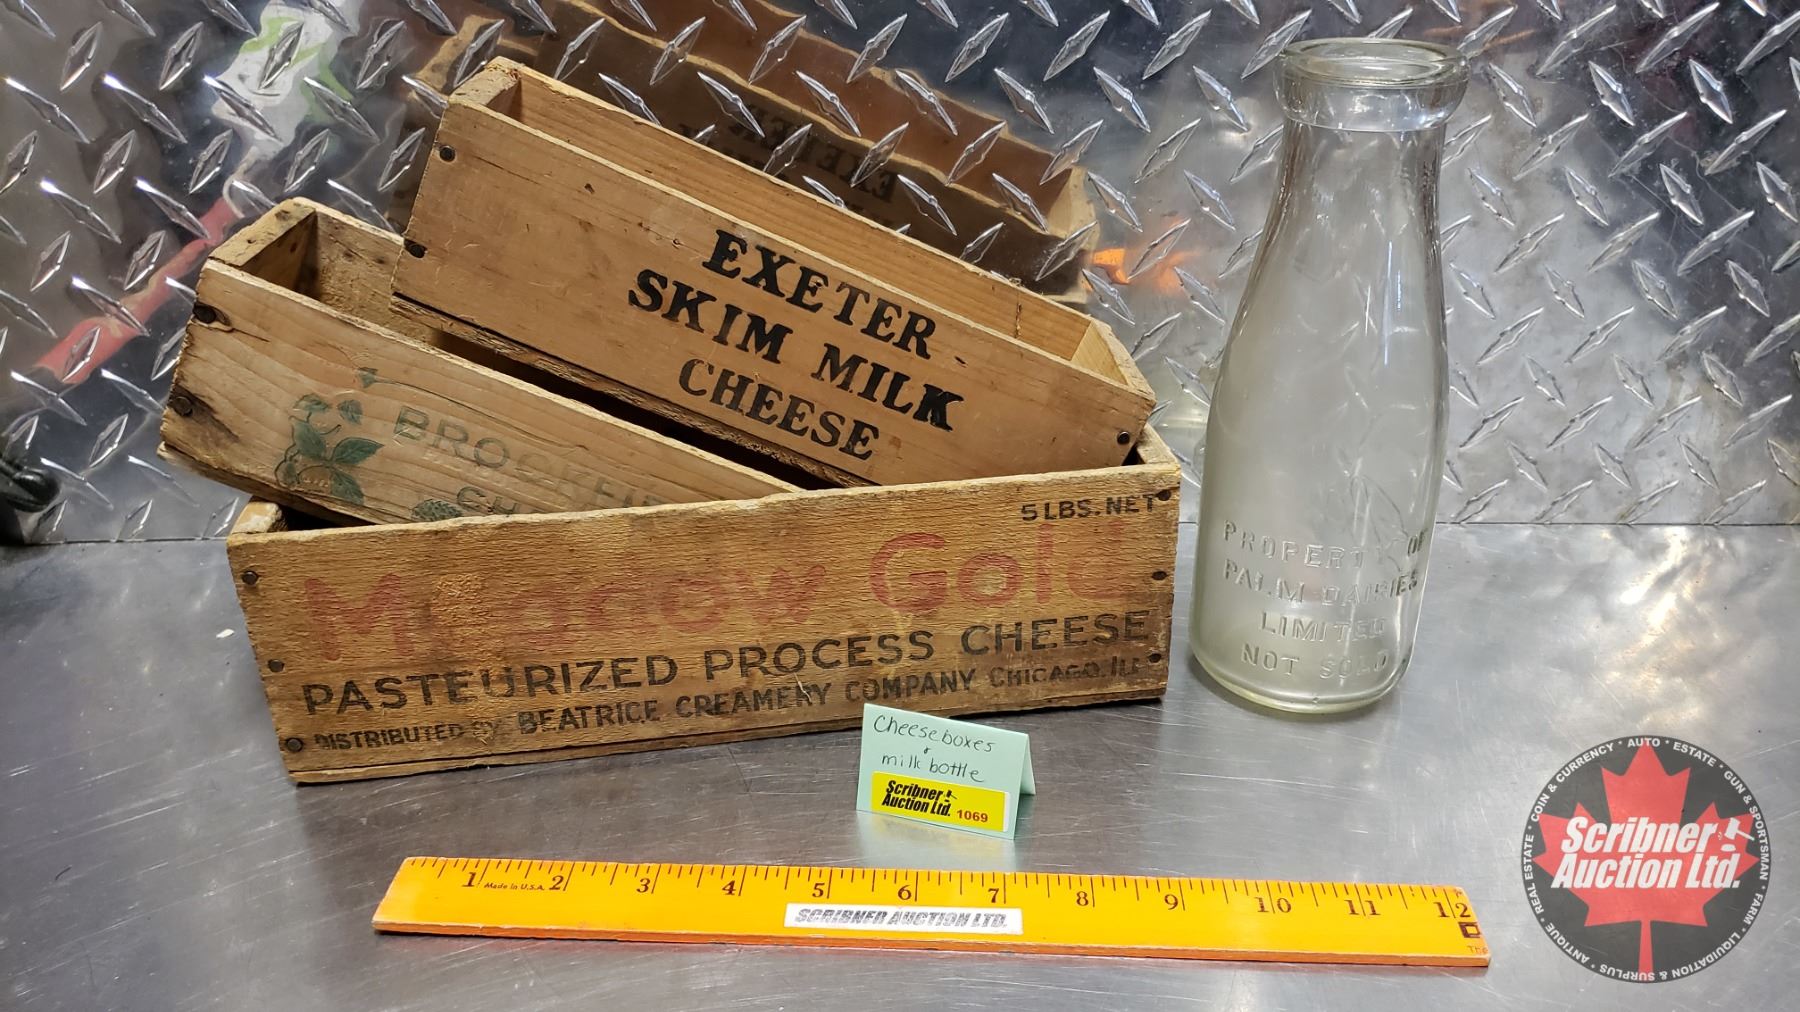 EXETER
SKIM MILK
CHEESE
5 LBS. NET
Meadow Gold
PASTEURIZED PROCESS CHEESE
DISTRIBUTED BY BEATRICE CREAMERY COMPANY CHICAGO, ILL
PROPERTY OF
PALM DAIRIES
LIMITED
NOT SOLD
Cheese boxes
&
milk bottle
Scribner
Auction Ltd. 1069
1 Made in U.S.A. 2 3 4 5 6 7 8 9 10 11 12
SCRIBNER AUCTION LTD.
The
ANTIQUE * REAL ESTATE * COIN & CURRENCY * AUTO * ESTATE * GUN & SPORTSMAN * FARM * LIQUIDATION & SURPLUS *
Scribner
Auction Ltd.